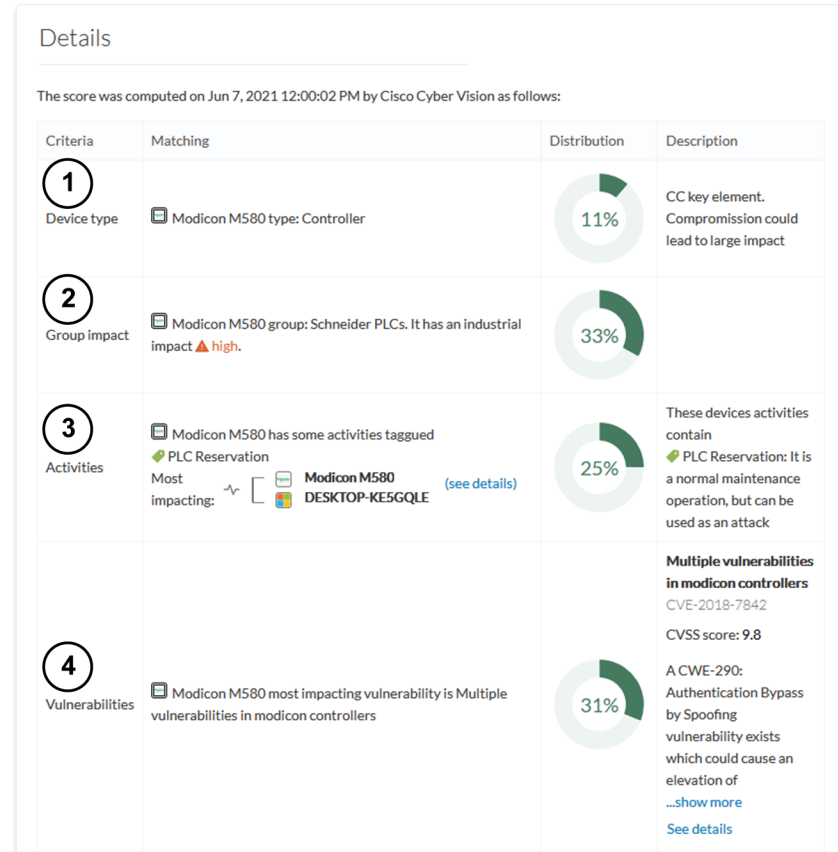 Details
The score was computed on Jun 7, 2021 12:00:02 PM by Cisco Cyber Vision as follows:
Criteria Matching Distribution Description
1
Device type
Modicon M580 type: Controller
11%
CC key element.
Compromission could
lead to large impact
2
Group impact
Modicon M580 group: Schneider PLCs. It has an industrial
impact high.
33%
3
Activities
Modicon M580 has some activities taggued
PLC Reservation
Most
impacting:
Modicon M580
DESKTOP-KE5GQLE
(see details)
25%
These devices activities
contain
PLC Reservation: It is
a normal maintenance
operation, but can be
used as an attack
4
Vulnerabilities
Modicon M580 most impacting vulnerability is Multiple
vulnerabilities in modicon controllers
31%
Multiple vulnerabilities
in modicon controllers
CVE-2018-7842
CVSS score: 9.8
A CWE-290:
Authentication Bypass
by Spoofing
vulnerability exists
which could cause an
elevation of
...show more
See details